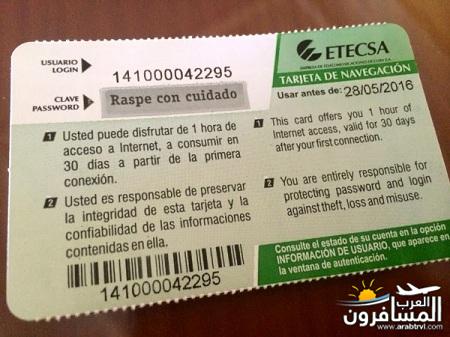 ETECSA
EMPRESA DE TELECOMUNICACIONES DE CUBA S.A.
TARJETA DE NAVEGACIÓN
Usar antes de: 28/05/2016
USUARIO
LOGIN
141000042295
CLAVE
PASSWORD
Raspe con cuidado
1 Usted puede disfrutar de 1 hora de
acceso a Internet, a consumir en
30 días a partir de la primera
conexión.
2 Usted es responsable de preservar
la integridad de esta tarjeta y la
confiabilidad de las informaciones
contenidas en ella.
141000042295
1 This card offers you 1 hour of
Internet access, valid for 30 days
after your first connection.
2 You are entirely responsible for
protecting password and login
against theft, loss and misuse.
Consulte el estado de su cuenta en la opción
INFORMACIÓN DE USUARIO, que aparece en
la ventana de autenticación.
العرب
المسافرون
www.arabtrvl.com